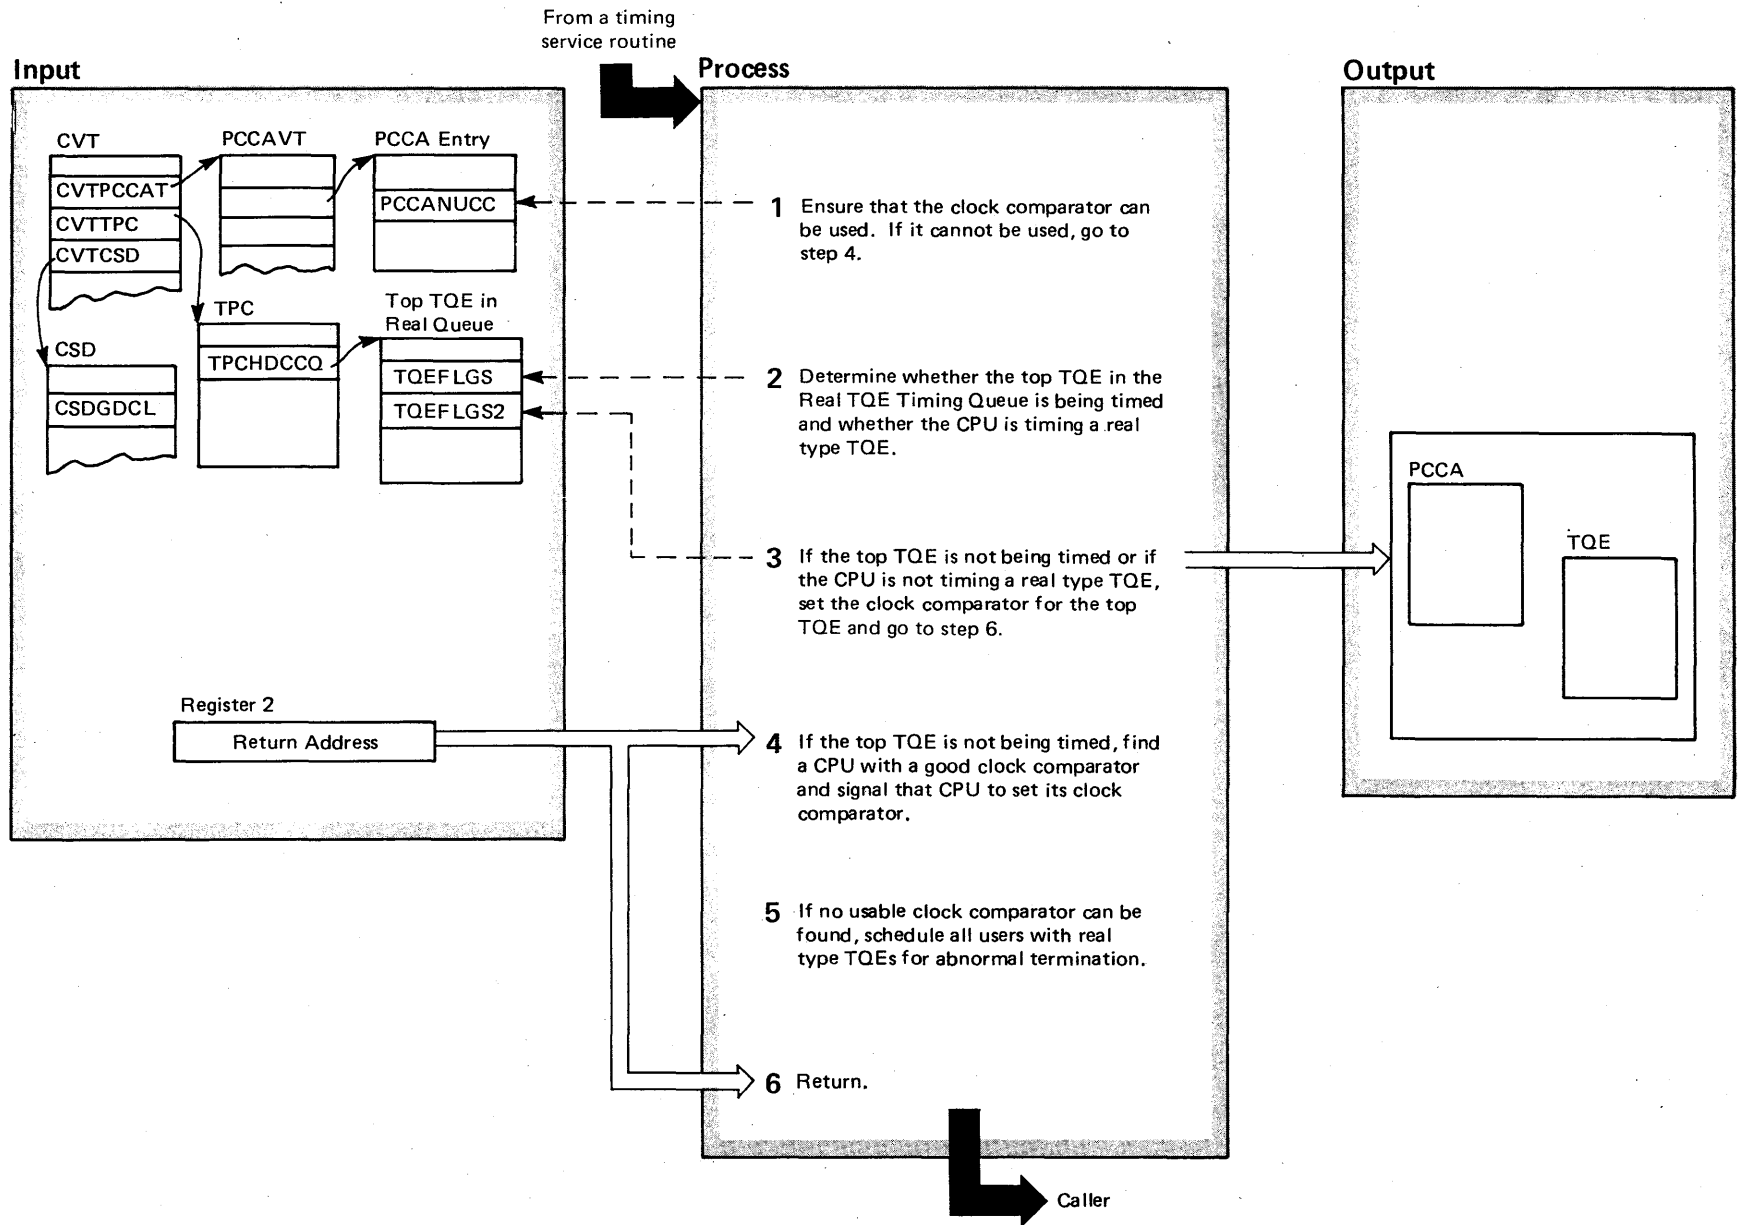 From a timing
service routine
Input
Process
Output
CVT
PCCAVT
PCCA Entry
CVTPCCAT
CVTTPC
CVTCSD
PCCANUCC
TPC
Top TQE in
Real Queue
TPCHDCCQ
TQEFLGS
TQEFLGS2
CSD
CSDGDCL
Register 2
Return Address
1 Ensure that the clock comparator can
be used. If it cannot be used, go to
step 4.
2 Determine whether the top TQE in the
Real TQE Timing Queue is being timed
and whether the CPU is timing a real
type TQE.
3 If the top TQE is not being timed or if
the CPU is not timing a real type TQE,
set the clock comparator for the top
TQE and go to step 6.
4 If the top TQE is not being timed, find
a CPU with a good clock comparator
and signal that CPU to set its clock
comparator.
5 If no usable clock comparator can be
found, schedule all users with real
type TQEs for abnormal termination.
6 Return.
PCCA
TQE
Caller